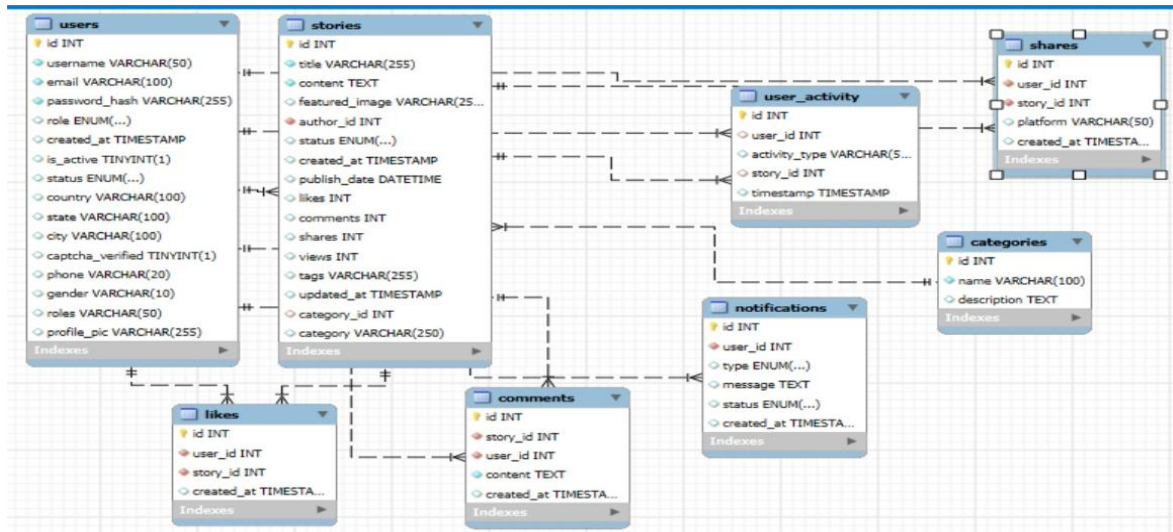 users
id INT
username VARCHAR(50)
email VARCHAR(100)
password_hash VARCHAR(255)
role ENUM(...)
created_at TIMESTAMP
is_active TINYINT(1)
status ENUM(...)
country VARCHAR(100)
state VARCHAR(100)
city VARCHAR(100)
captcha_verified TINYINT(1)
phone VARCHAR(20)
gender VARCHAR(10)
roles VARCHAR(50)
profile_pic VARCHAR(255)
Indexes
stories
id INT
title VARCHAR(255)
content TEXT
featured_image VARCHAR(25...
author_id INT
status ENUM(...)
created_at TIMESTAMP
publish_date DATETIME
likes INT
comments INT
shares INT
views INT
tags VARCHAR(255)
updated_at TIMESTAMP
category_id INT
category VARCHAR(250)
Indexes
shares
id INT
user_id INT
story_id INT
platform VARCHAR(50)
created_at TIMESTA...
Indexes
user_activity
id INT
user_id INT
activity_type VARCHAR(5...
story_id INT
timestamp TIMESTAMP
Indexes
categories
id INT
name VARCHAR(100)
description TEXT
Indexes
notifications
id INT
user_id INT
type ENUM(...)
message TEXT
status ENUM(...)
created_at TIMESTA...
Indexes
likes
id INT
user_id INT
story_id INT
created_at TIMESTA...
Indexes
comments
id INT
story_id INT
user_id INT
content TEXT
created_at TIMESTA...
Indexes